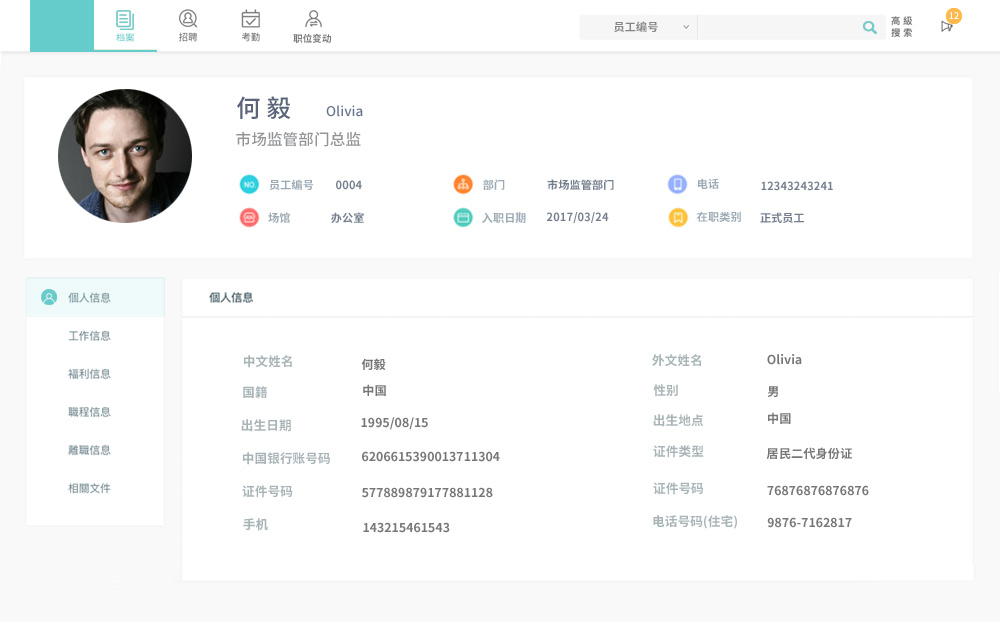 档案
招聘
考勤
职位变动
员工编号
高 級
搜 索
12
何 毅 Olivia
市场监管部门总监
NO. 员工编号 0004 部门 市场监管部门 电话 12343243241
场馆 办公室 入职日期 2017/03/24 在职类别 正式员工
個人信息
工作信息
福利信息
職程信息
離職信息
相關文件
個人信息
中文姓名 何毅 外文姓名 Olivia
国籍 中国 性别 男
出生日期 1995/08/15 出生地点 中国
中国银行账号码 6206615390013711304 证件类型 居民二代身份证
证件号码 577889879177881128 证件号码 76876876876876
手机 143215461543 电话号码(住宅) 9876-7162817